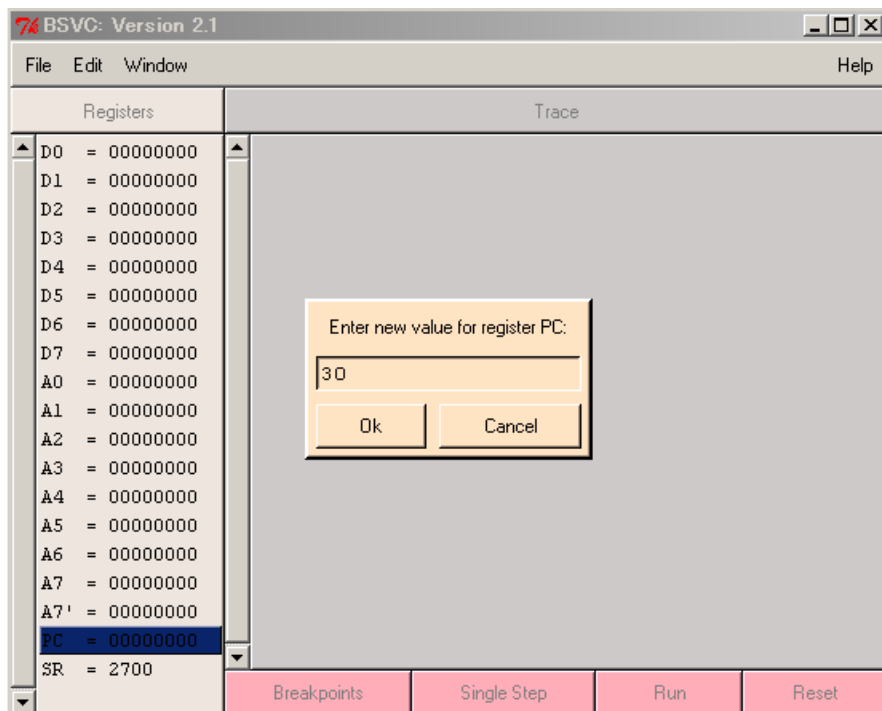 BSVC: Version 2.1
File Edit Window Help
Registers Trace
D0 = 00000000
D1 = 00000000
D2 = 00000000
D3 = 00000000
D4 = 00000000
D5 = 00000000
D6 = 00000000
D7 = 00000000
A0 = 00000000
A1 = 00000000
A2 = 00000000
A3 = 00000000
A4 = 00000000
A5 = 00000000
A6 = 00000000
A7 = 00000000
A7' = 00000000
PC = 00000000
SR = 2700
Enter new value for register PC:
30
Ok Cancel
Breakpoints Single Step Run Reset